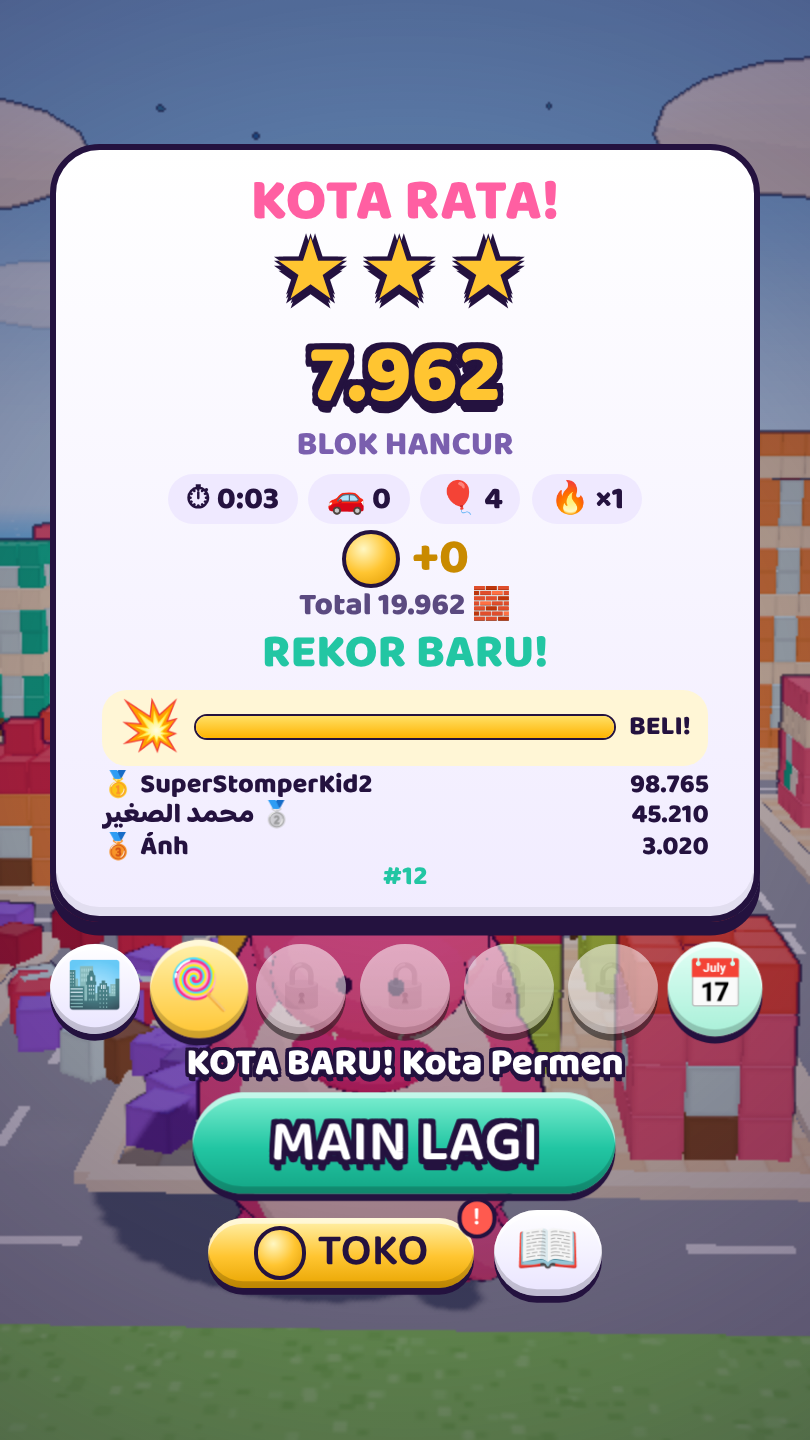 KOTA RATA!
7.962
BLOK HANCUR
⏱ 0:03 🚗 0 🎈 4 🔥 ×1
+0
Total 19.962 🧱
REKOR BARU!
💥 BELI!
🥇 SuperStomperKid2 98.765
🥈 محمد الصغير 45.210
🥉 Ánh 3.020
#12
July
17
KOTA BARU! Kota Permen
MAIN LAGI
!
TOKO